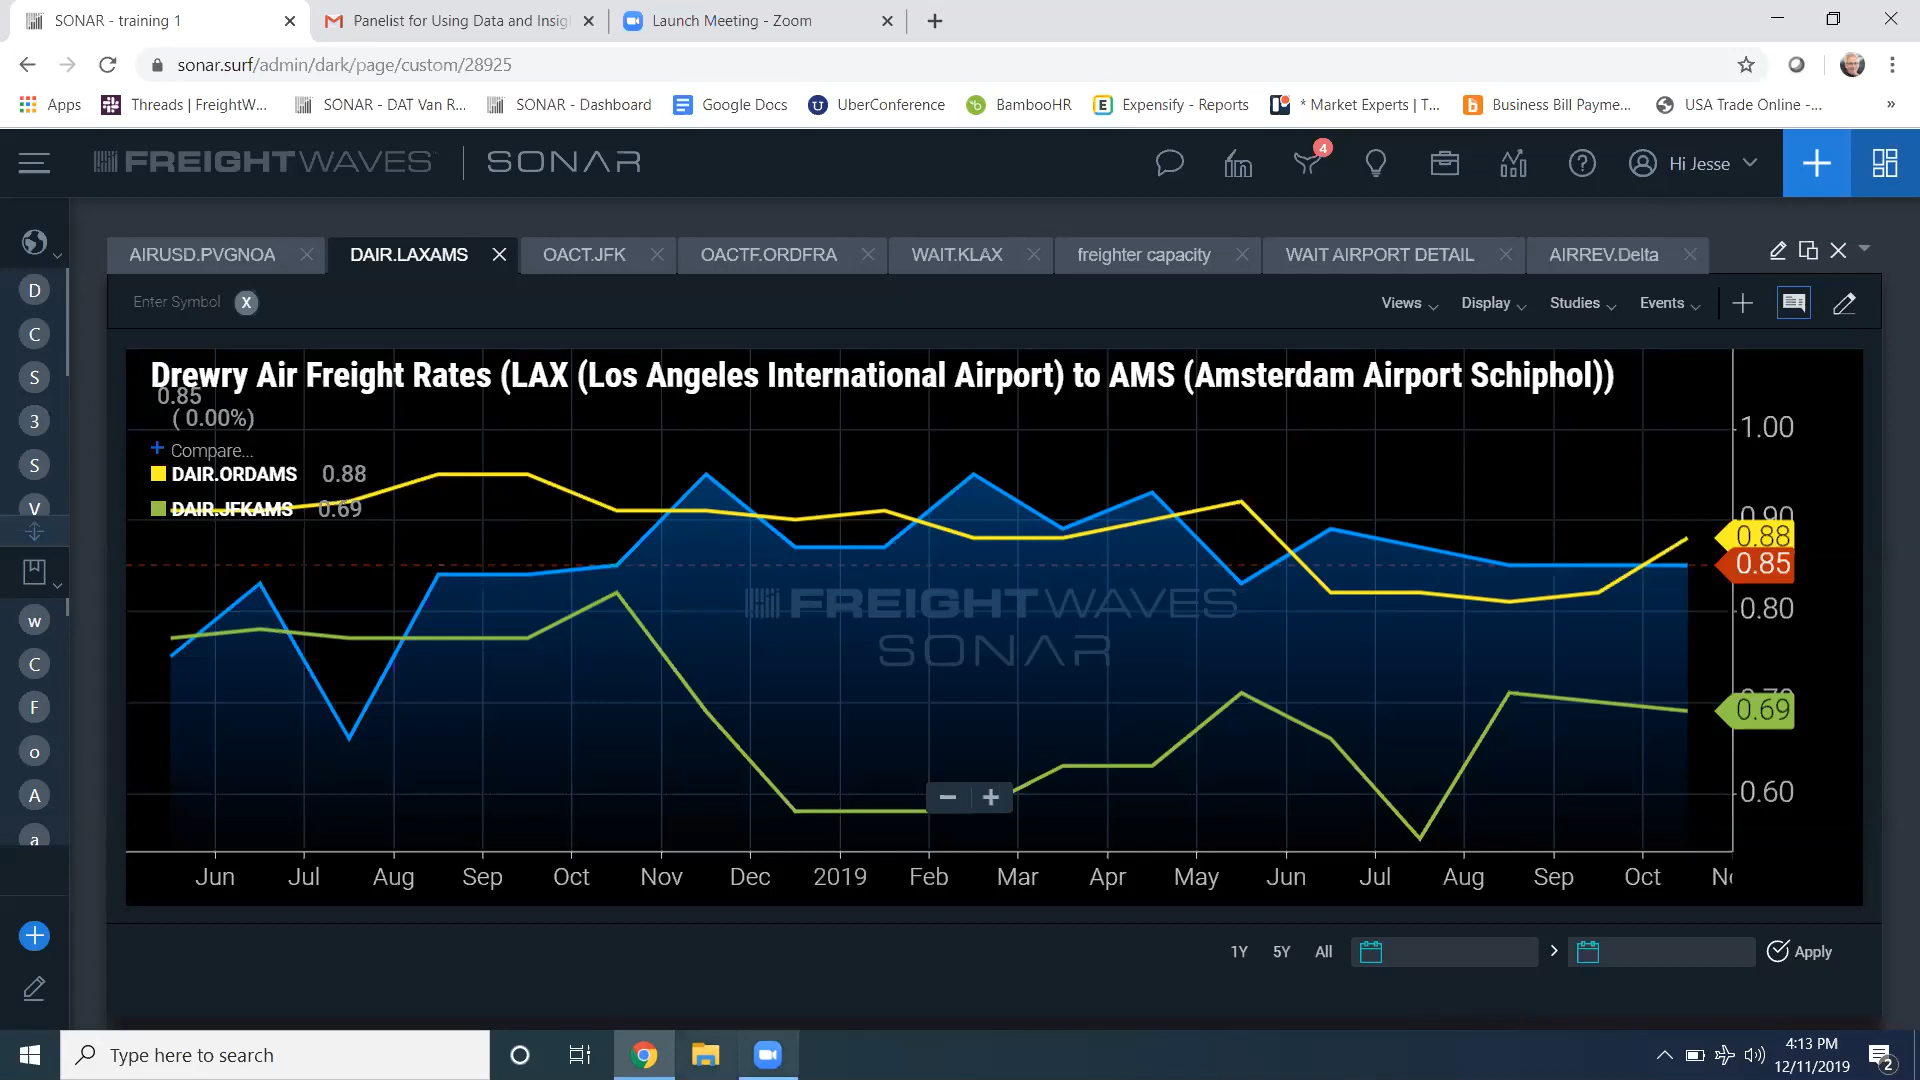 SONAR - training 1
Panelist for Using Data and Insig
Launch Meeting - Zoom
sonar.surf/admin/dark/page/custom/28925
Apps
Threads | FreightW...
SONAR - DAT Van R...
SONAR - Dashboard
Google Docs
UberConference
BambooHR
Expensify - Reports
* Market Experts | T...
Business Bill Payme...
USA Trade Online -...
»
FREIGHTWAVES SONAR
4
Hi Jesse
AIRUSD.PVGNOA
DAIR.LAXAMS
OACT.JFK
OACTF.ORDFRA
WAIT.KLAX
freighter capacity
WAIT AIRPORT DETAIL
AIRREV.Delta
D
C
S
3
S
V
w
C
F
o
A
a
Enter Symbol X
Views
Display
Studies
Events
Drewry Air Freight Rates (LAX (Los Angeles International Airport) to AMS (Amsterdam Airport Schiphol))
0.85
( 0.00%)
+ Compare...
DAIR.ORDAMS 0.88
DAIR.JFKAMS 0.69
1.00
0.90
0.88
0.85
0.80
0.70
0.69
0.60
FREIGHTWAVES
SONAR
Jun Jul Aug Sep Oct Nov Dec 2019 Feb Mar Apr May Jun Jul Aug Sep Oct
1Y 5Y All
Apply
Type here to search
4:13 PM
12/11/2019
2